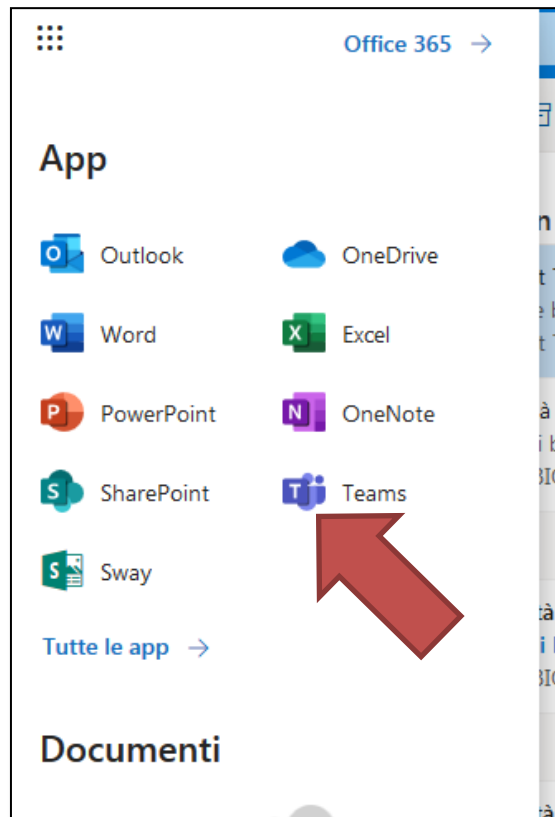 Office 365 →
App
Outlook OneDrive
Word Excel
PowerPoint OneNote
SharePoint Teams
Sway
Tutte le app →
Documenti